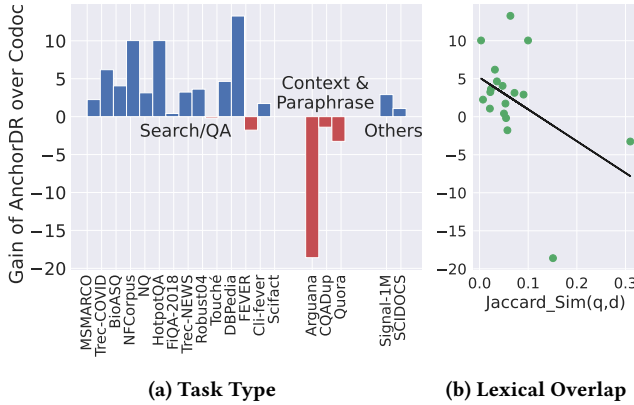 Gain of AnchorDR over Codoc
10
5
0
−5
−10
−15
−20
Search/QA
Context &
Paraphrase
Others
MSMARCO
Trec-COVID
BioASQ
NFCorpus
NQ
HotpotQA
FiQA-2018
Trec-NEWS
Robust04
Touché
DBPedia
FEVER
Cli-fever
Scifact
Arguana
CQADup
Quora
Signal-1M
SCIDOCS
(a) Task Type
10
5
0
−5
−10
−15
−20
0.0 0.1 0.2 0.3
Jaccard_Sim(q,d)
(b) Lexical Overlap